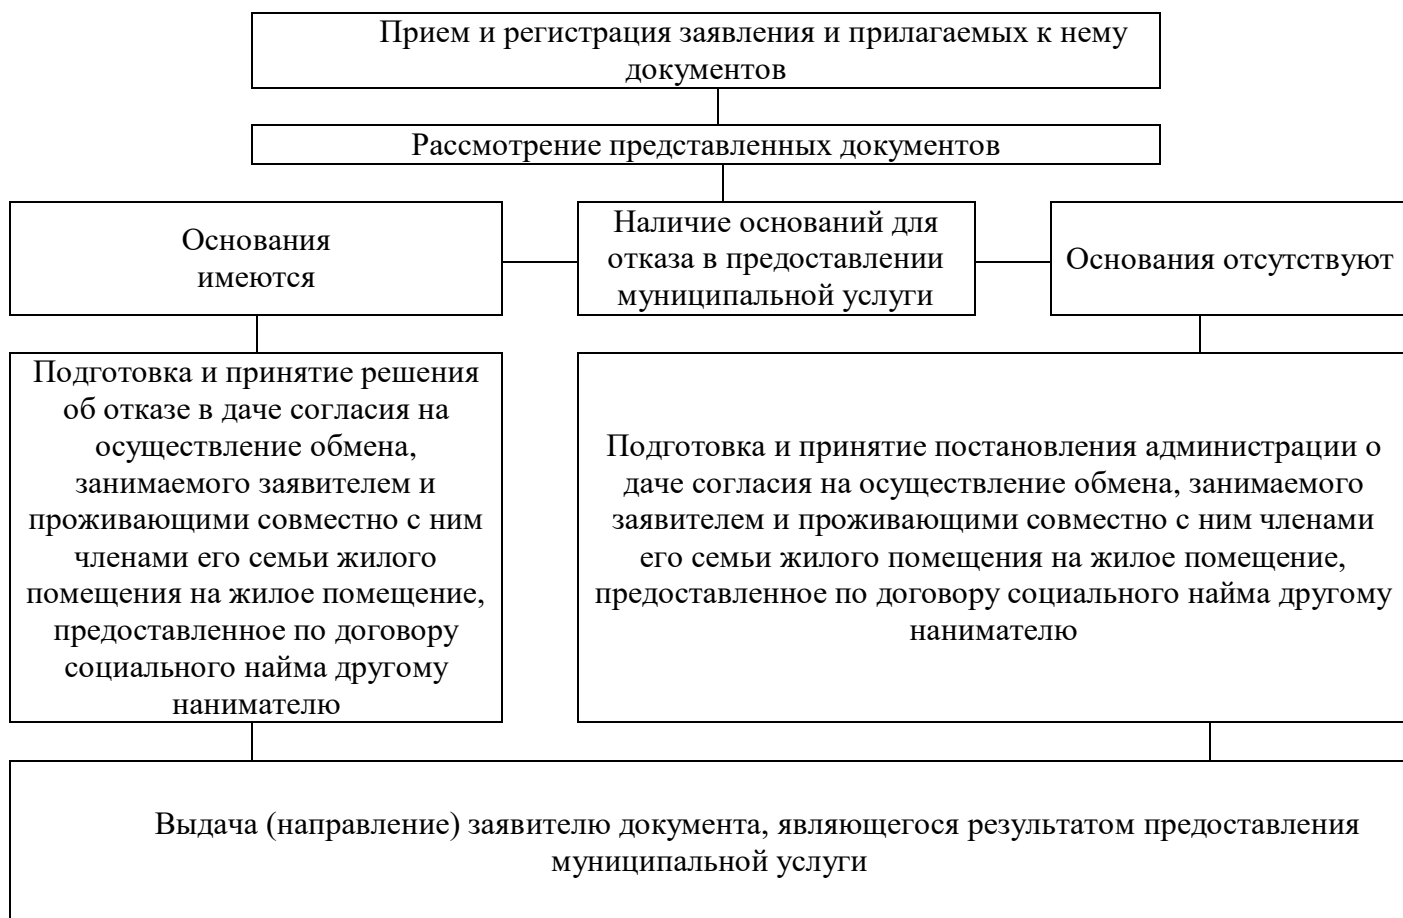 Прием и регистрация заявления и прилагаемых к нему
документов
Рассмотрение представленных документов
Основания
имеются
Наличие оснований для
отказа в предоставлении
муниципальной услуги
Основания отсутствуют
Подготовка и принятие решения
об отказе в даче согласия на
осуществление обмена,
занимаемого заявителем и
проживающими совместно с ним
членами его семьи жилого
помещения на жилое помещение,
предоставленное по договору
социального найма другому
нанимателю
Подготовка и принятие постановления администрации о
даче согласия на осуществление обмена, занимаемого
заявителем и проживающими совместно с ним членами
его семьи жилого помещения на жилое помещение,
предоставленное по договору социального найма другому
нанимателю
Выдача (направление) заявителю документа, являющегося результатом предоставления
муниципальной услуги